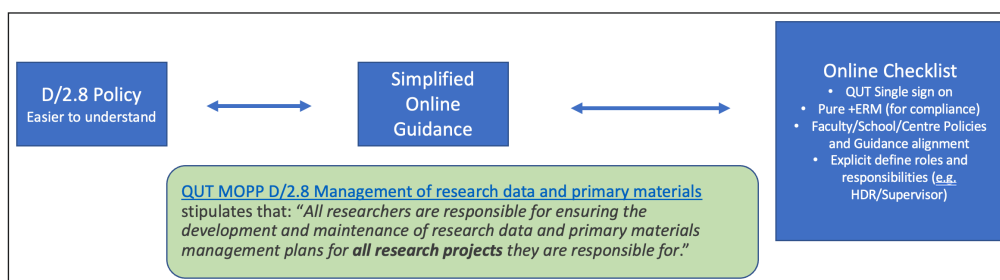 D/2.8 Policy
Easier to understand
Simplified
Online
Guidance
Online Checklist
• QUT Single sign on
• Pure +ERM (for compliance)
• Faculty/School/Centre Policies
and Guidance alignment
• Explicit define roles and
responsibilities (e.g.
HDR/Supervisor)
QUT MOPP D/2.8 Management of research data and primary materials
stipulates that: “All researchers are responsible for ensuring the
development and maintenance of research data and primary materials
management plans for all research projects they are responsible for.”